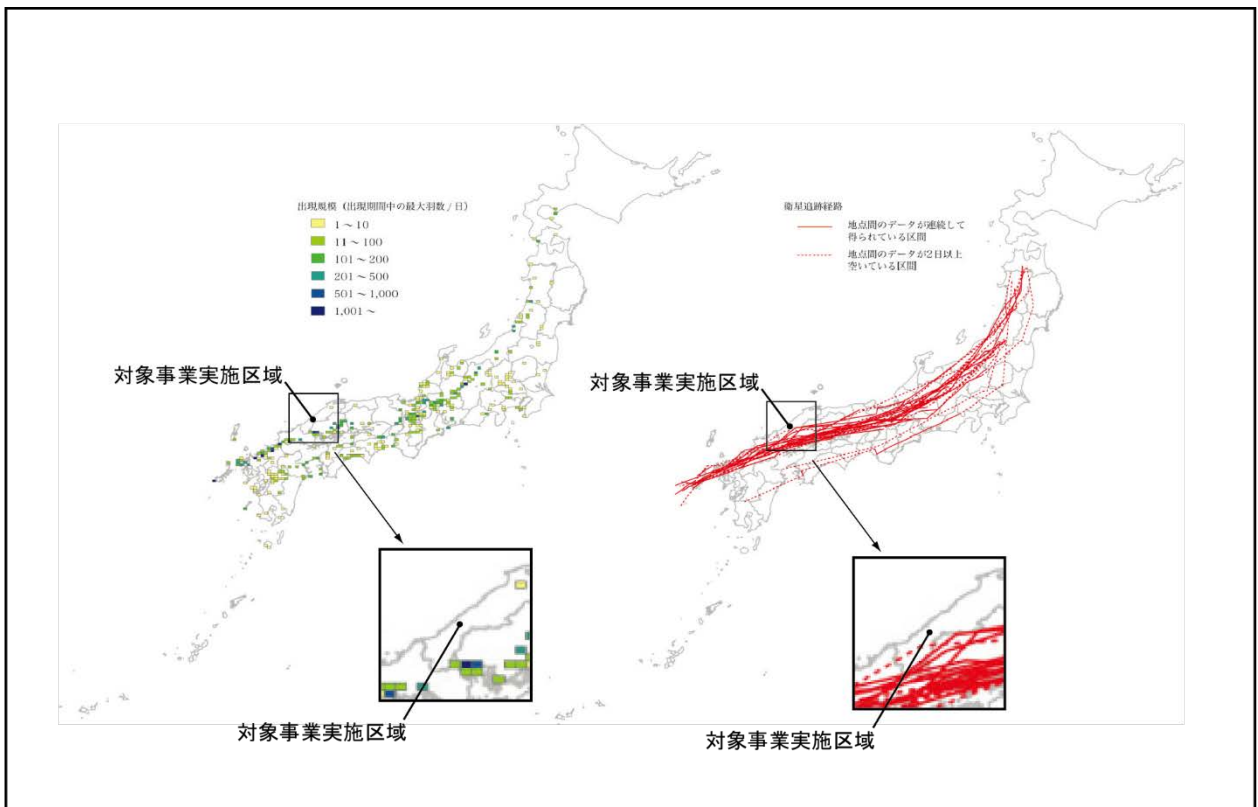 出現規模（出現期間中の最大羽数/日）
1～10
11～100
101～200
201～500
501～1,000
1,001～
対象事業実施区域
対象事業実施区域
衛星追跡経路
地点間のデータが連続して
得られている区間
地点間のデータが2日以上
空いている区間
対象事業実施区域
対象事業実施区域